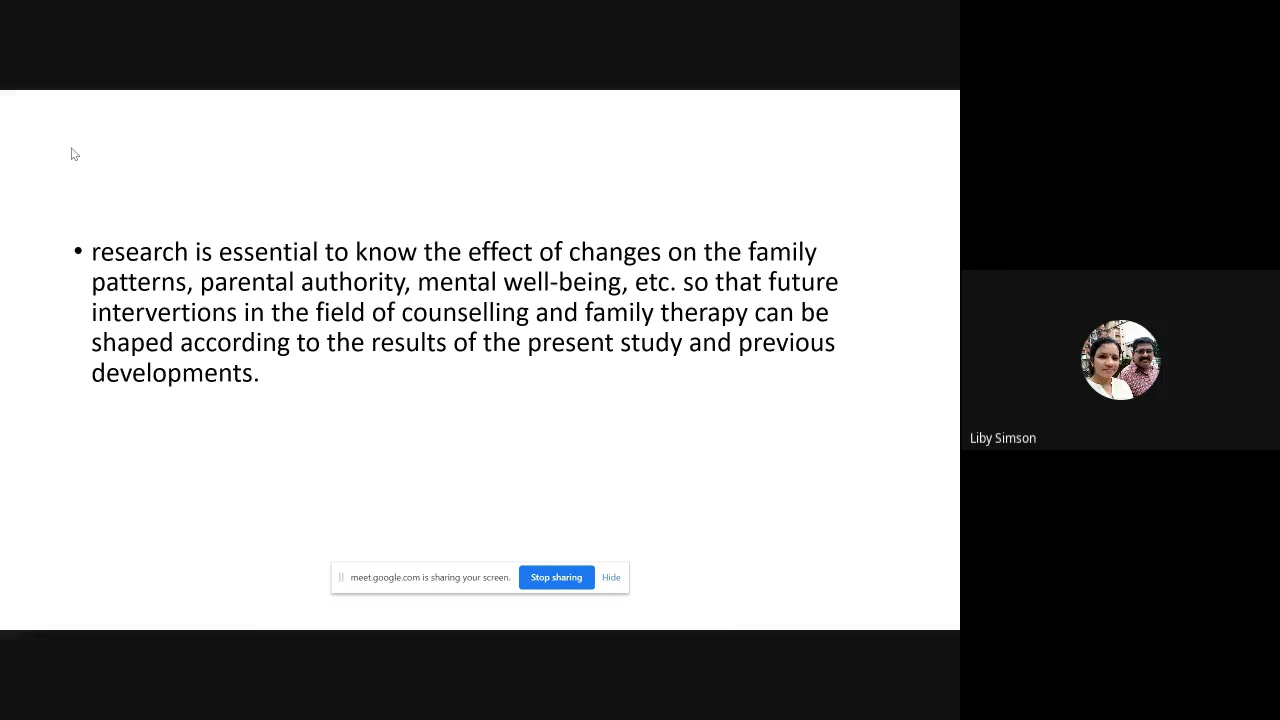 • research is essential to know the effect of changes on the family
patterns, parental authority, mental well-being, etc. so that future
intervertions in the field of counselling and family therapy can be
shaped according to the results of the present study and previous
developments.
Liby Simson
meet.google.com is sharing your screen. Stop sharing Hide